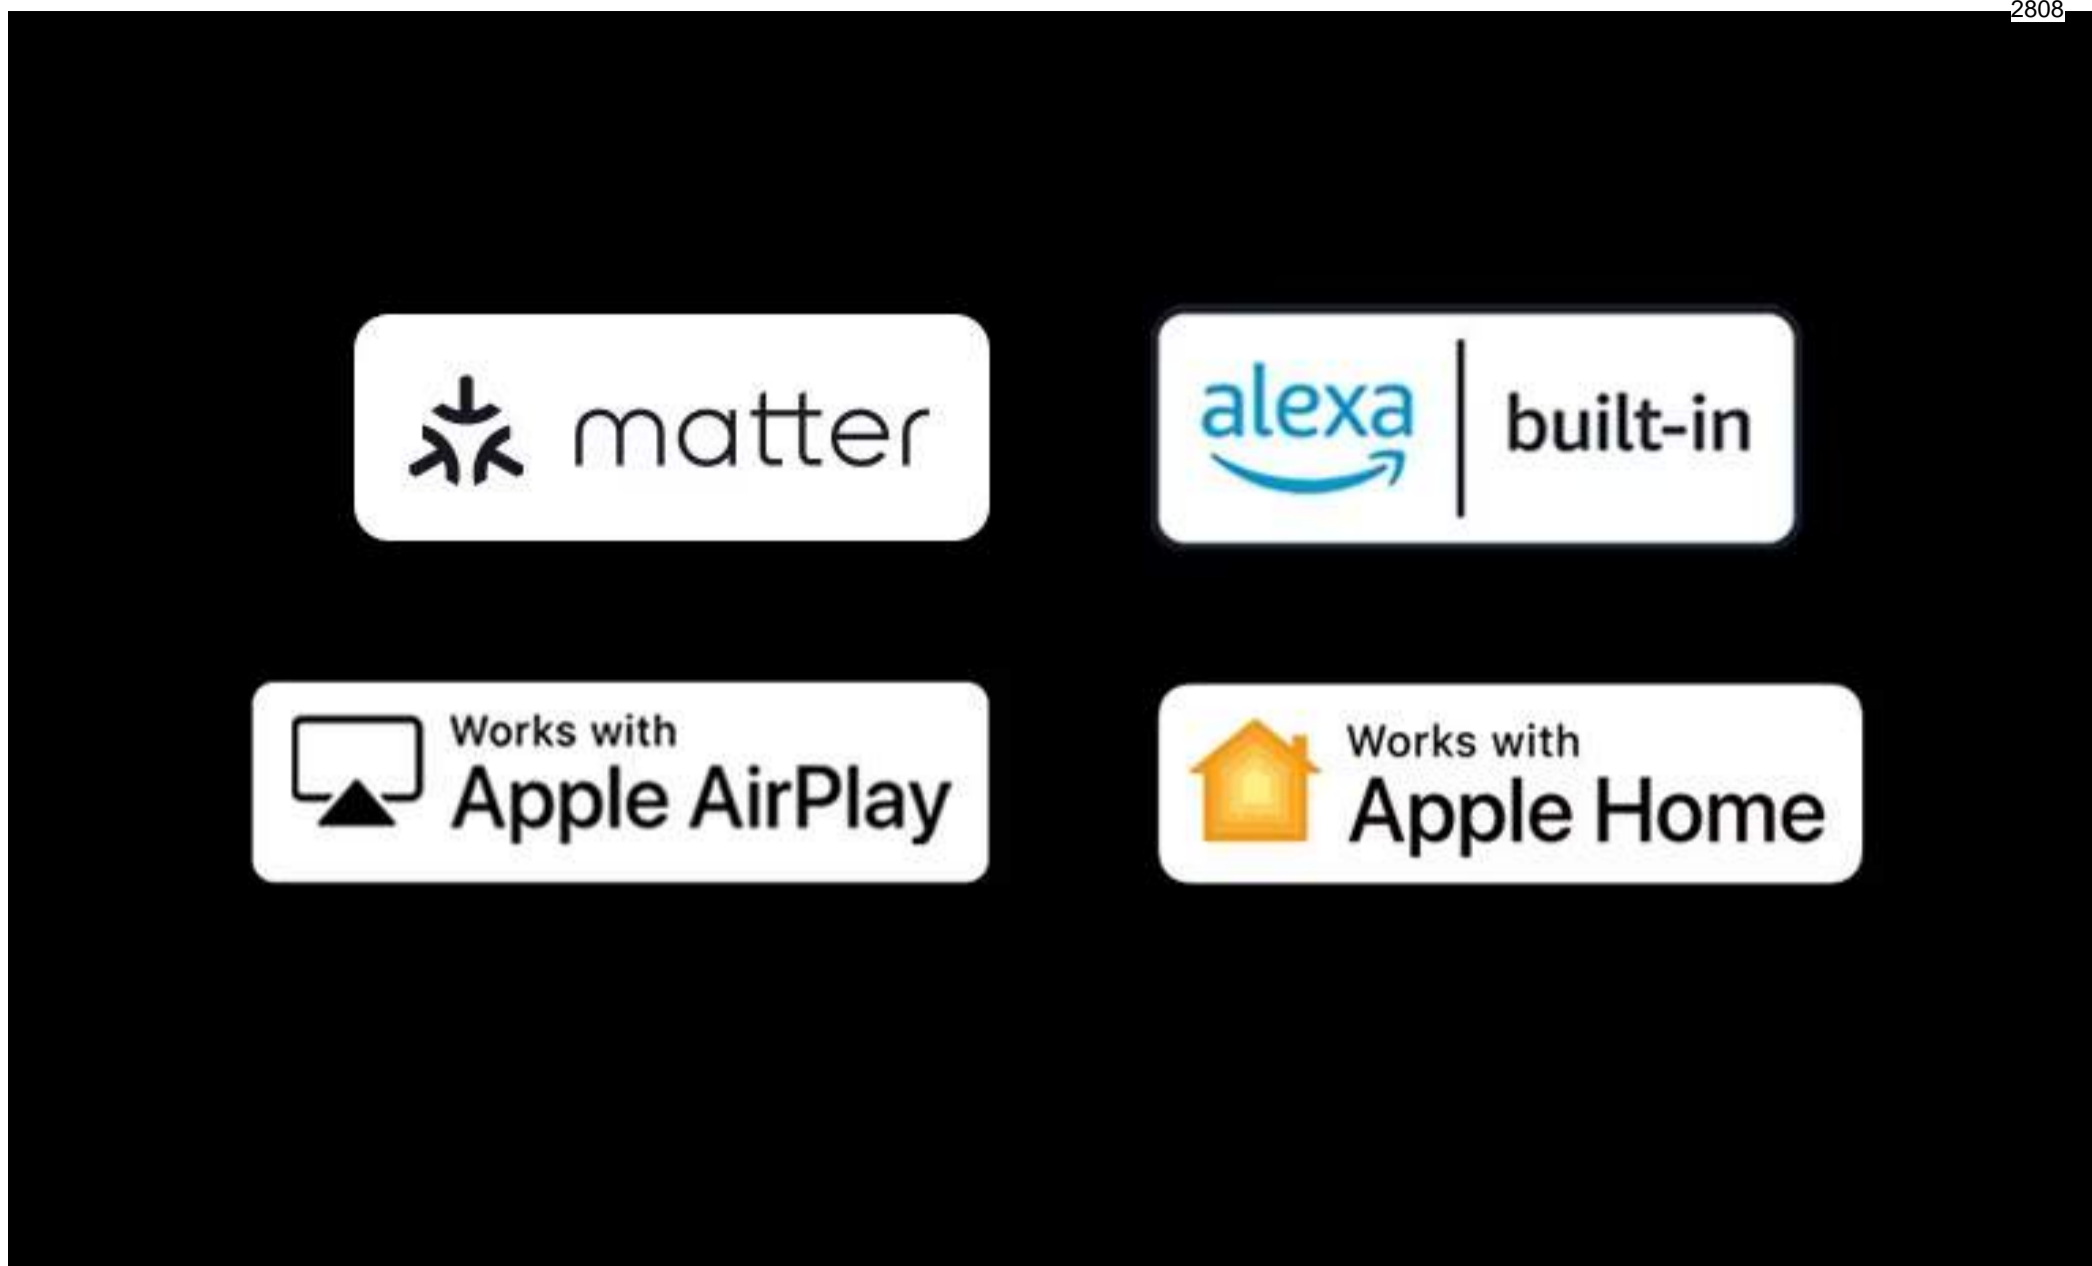 2808
matter
alexa | built-in
Works with
Apple AirPlay
Works with
Apple Home